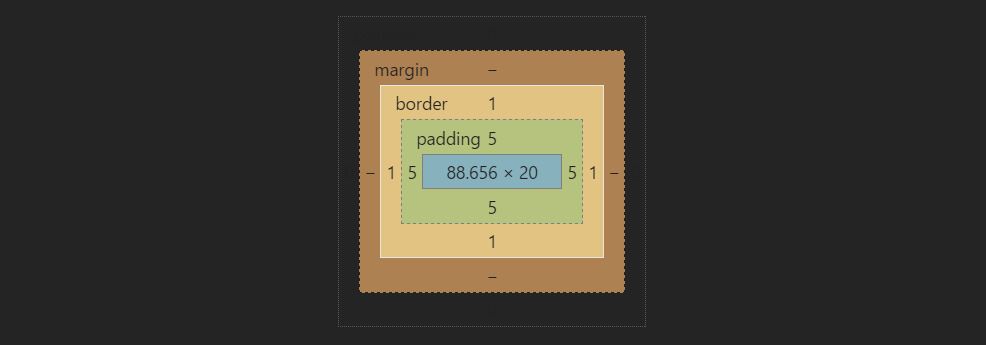 margin –
border 1
padding 5
– 1 5 88.656 × 20 5 1 –
5
1
–